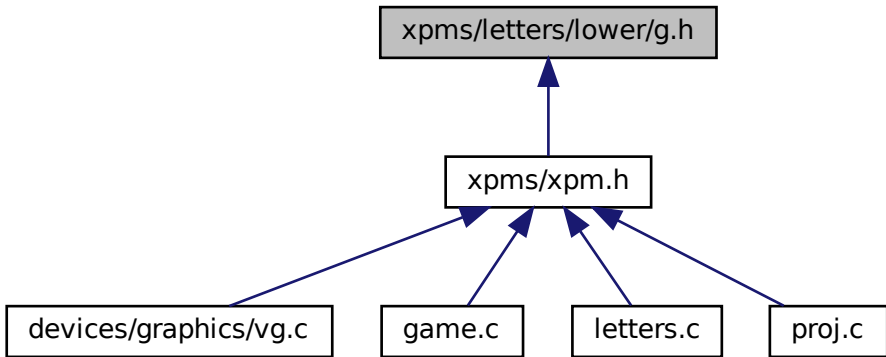 xpms/letters/lower/g.h
xpms/xpm.h
devices/graphics/vg.c
game.c
letters.c
proj.c